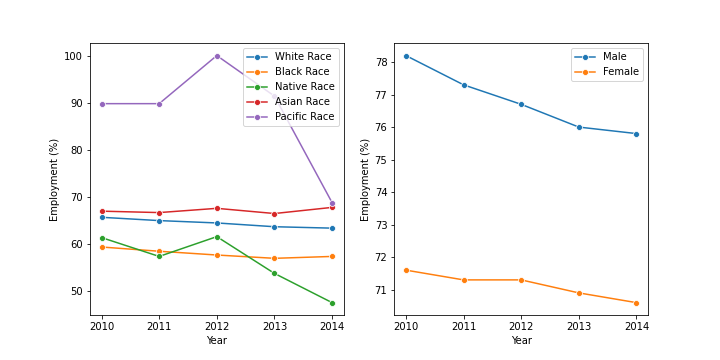 100
90
80
70
60
50
Employment (%)
2010 2011 2012 2013 2014
Year
White Race
Black Race
Native Race
Asian Race
Pacific Race
78
77
76
75
74
73
72
71
Employment (%)
2010 2011 2012 2013 2014
Year
Male
Female